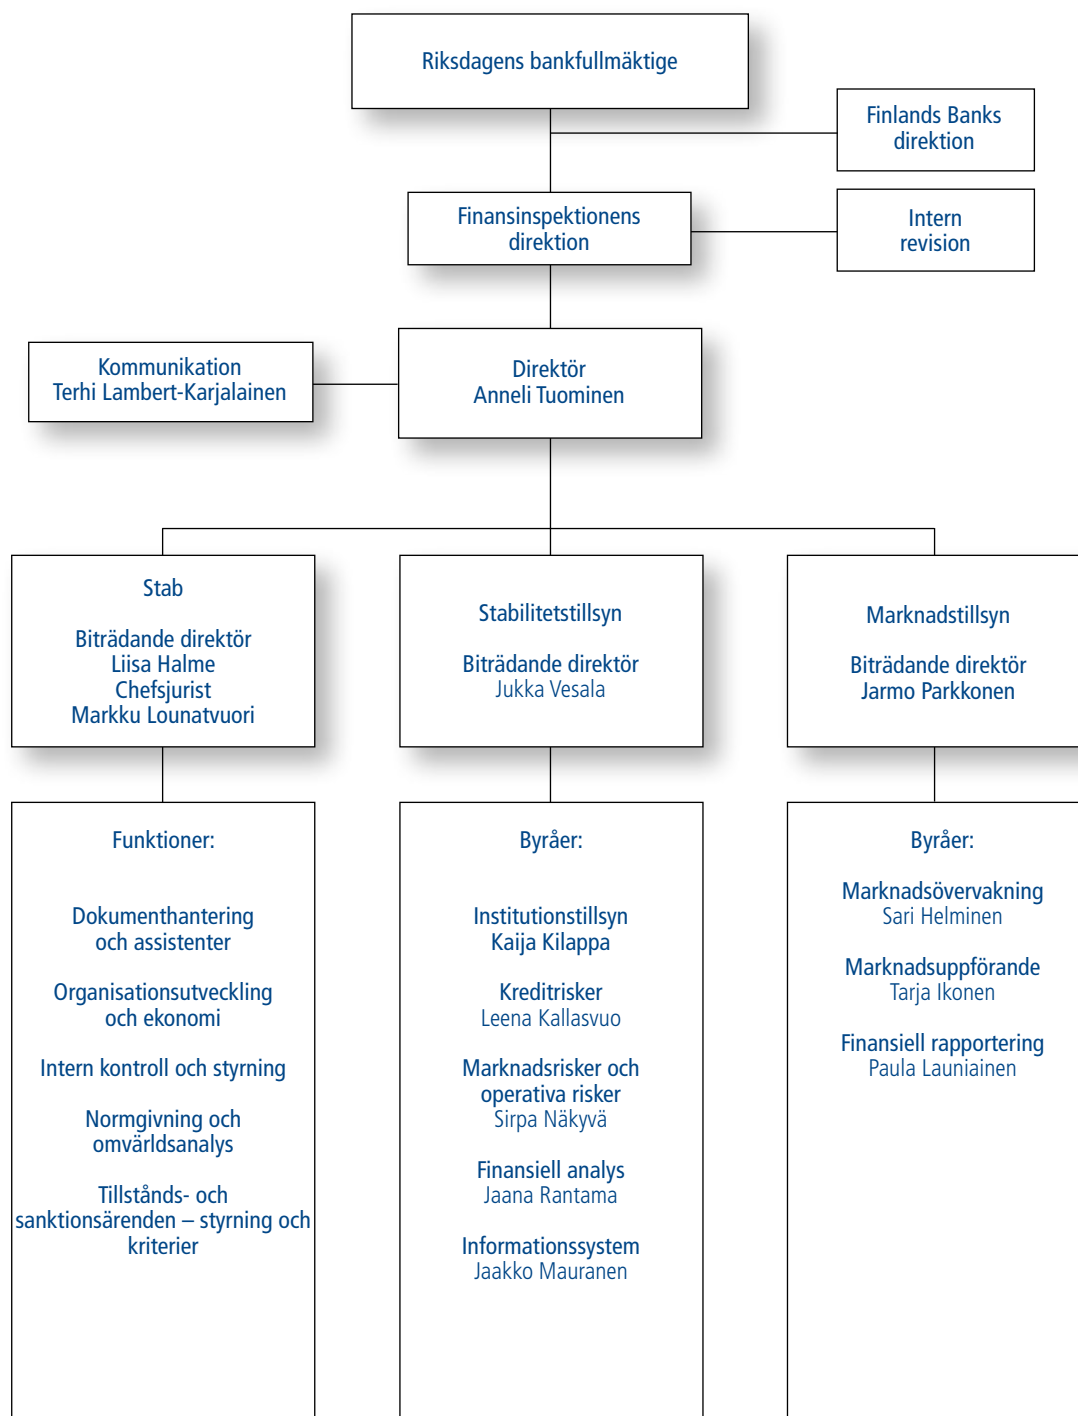 Riksdagens bankfullmäktige
Finlands Banks
direktion
Finansinspektionens
direktion
Intern
revision
Kommunikation
Terhi Lambert-Karjalainen
Direktör
Anneli Tuominen
Stab
Biträdande direktör
Liisa Halme
Chefsjurist
Markku Lounatvuori
Stabilitetstillsyn
Biträdande direktör
Jukka Vesala
Marknadstillsyn
Biträdande direktör
Jarmo Parkkonen
Funktioner:
Dokumenthantering
och assistenter
Organisationsutveckling
och ekonomi
Intern kontroll och styrning
Normgivning och
omvärldsanalys
Tillstånds- och
sanktionsärenden – styrning och
kriterier
Byråer:
Institutionstillsyn
Kaija Kilappa
Kreditrisker
Leena Kallasvuo
Marknadsrisker och
operativa risker
Sirpa Näkyvä
Finansiell analys
Jaana Rantama
Informationssystem
Jaakko Mauranen
Byråer:
Marknadsövervakning
Sari Helminen
Marknadsuppförande
Tarja Ikonen
Finansiell rapportering
Paula Launiainen